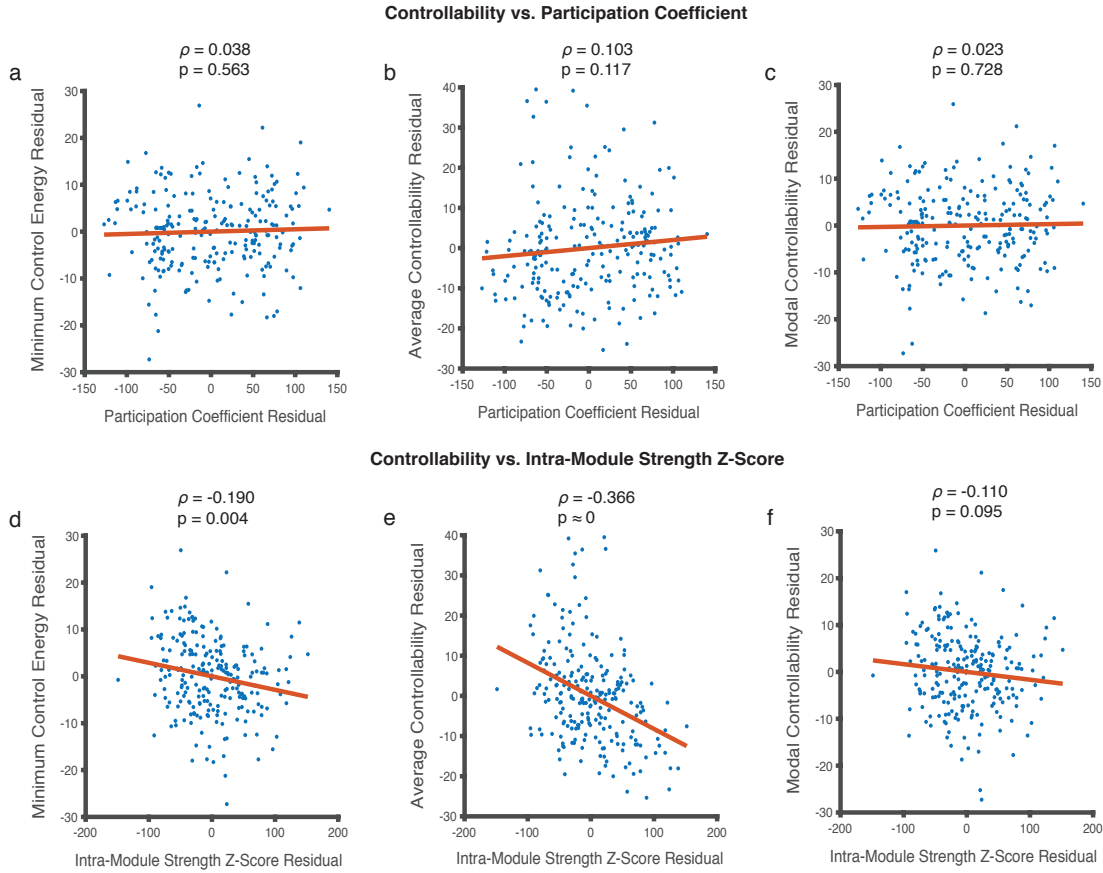 Controllability vs. Participation Coefficient
a
ρ = 0.038
p = 0.563
Minimum Control Energy Residual
30
20
10
0
-10
-20
-30
-150
-100
-50
0
50
100
150
Participation Coefficient Residual
b
ρ = 0.103
p = 0.117
Average Controllability Residual
40
30
20
10
0
-10
-20
-30
-150
-100
-50
0
50
100
150
Participation Coefficient Residual
c
ρ = 0.023
p = 0.728
Modal Controllability Residual
30
20
10
0
-10
-20
-30
-150
-100
-50
0
50
100
150
Participation Coefficient Residual
Controllability vs. Intra-Module Strength Z-Score
d
ρ = -0.190
p = 0.004
Minimum Control Energy Residual
30
20
10
0
-10
-20
-30
-200
-100
0
100
200
Intra-Module Strength Z-Score Residual
e
ρ = -0.366
p ≈ 0
Average Controllability Residual
40
30
20
10
0
-10
-20
-30
-200
-100
0
100
200
Intra-Module Strength Z-Score Residual
f
ρ = -0.110
p = 0.095
Modal Controllability Residual
30
20
10
0
-10
-20
-30
-200
-100
0
100
200
Intra-Module Strength Z-Score Residual